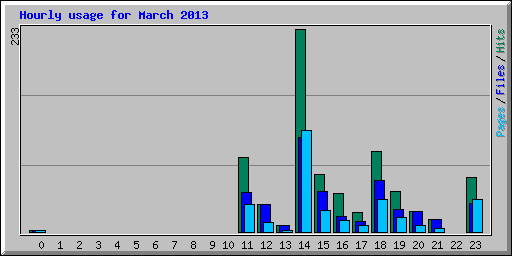 Hourly usage for March 2013
233
Pages/Files/Hits
0 1 2 3 4 5 6 7 8 9 10 11 12 13 14 15 16 17 18 19 20 21 22 23